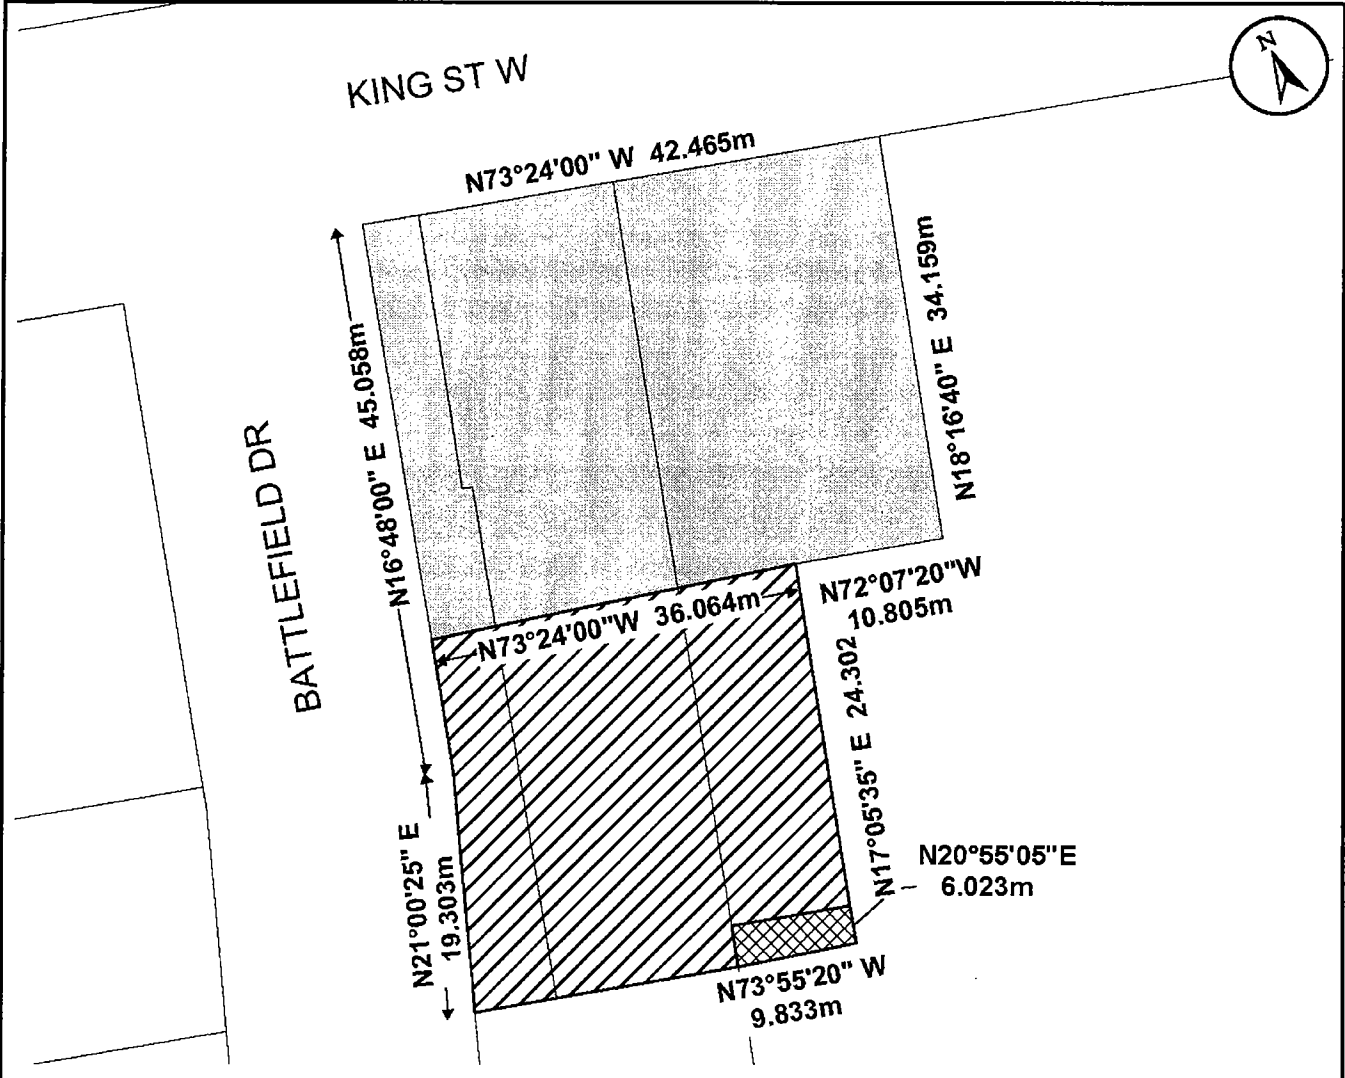 N
KING ST W
N73°24'00" W 42.465m
N18°16'40" E 34.159m
N16°48'00" E 45.058m
BATTLEFIELD DR
N72°07'20"W
10.805m
N73°24'00"W 36.064m
N17°05'35" E 24.302
N21°00'25" E
19.303m
N20°55'05"E
6.023m
N73°55'20" W
9.833m